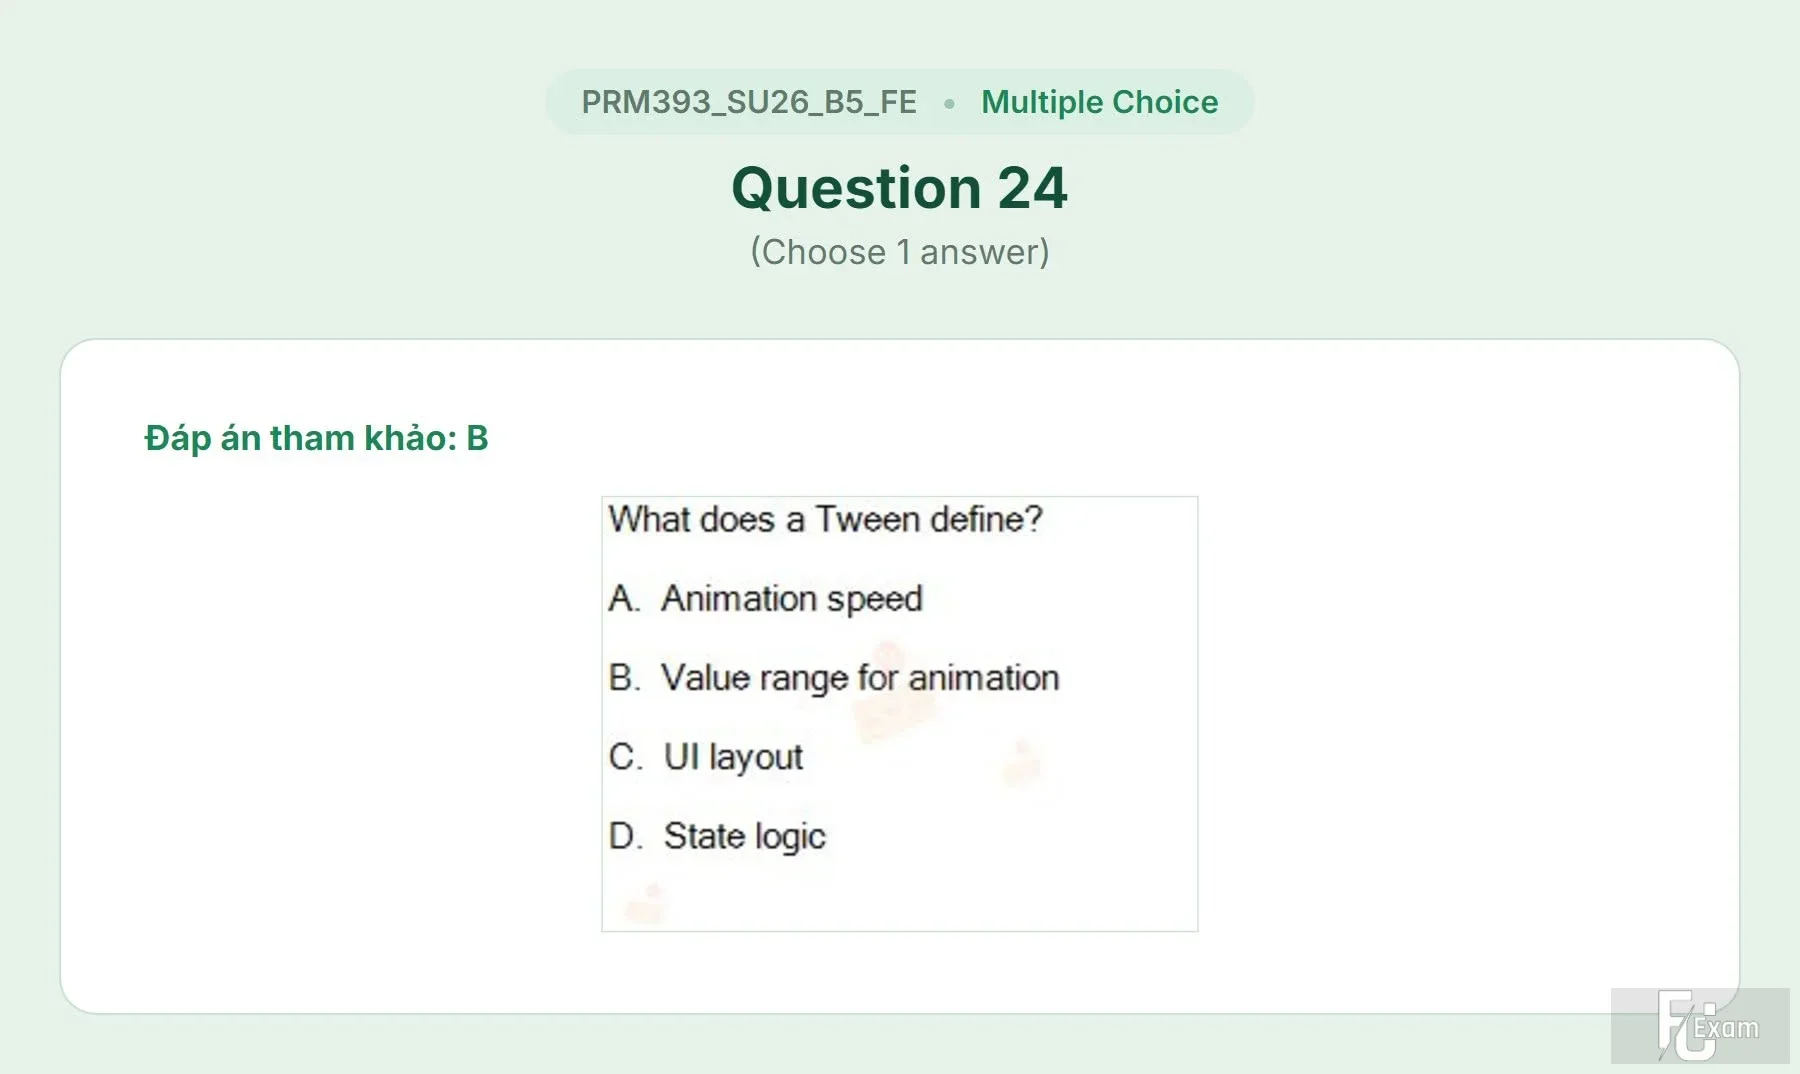 PRM393_SU26_B5_FE • Multiple Choice
Question 24
(Choose 1 answer)
Đáp án tham khảo: B
What does a Tween define?
A. Animation speed
B. Value range for animation
C. UI layout
D. State logic
FU Exam